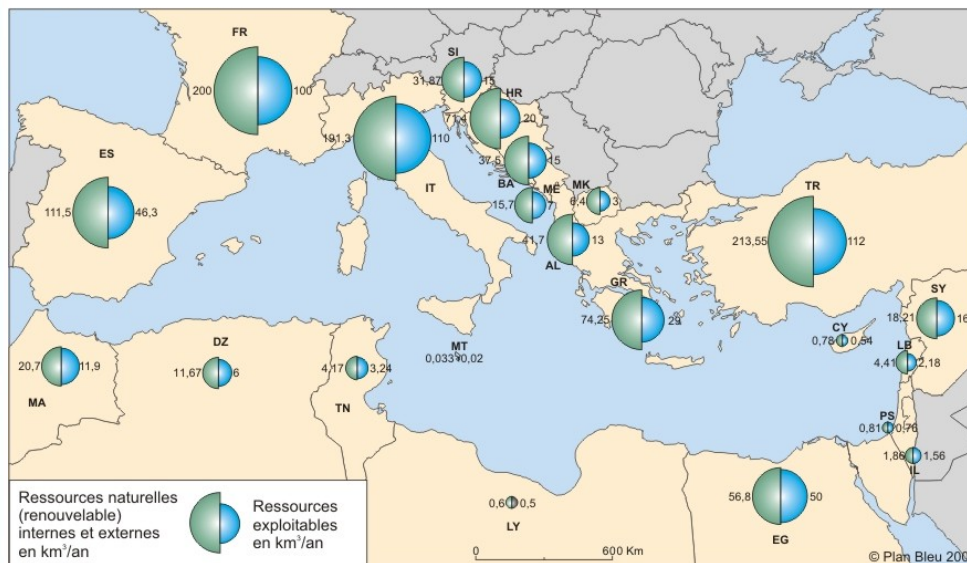 FR
200
100
SI
31,87
15
HR
71,4
20
191,3
110
IT
37,5
15
BA
ME
15,7
7
MK
6,4
3
ES
111,5
46,3
TR
213,55
112
41,7
13
AL
GR
74,25
29
SY
18,21
16
CY
0,78
0,54
LB
4,41
2,18
MT
0,033
0,02
DZ
11,67
6
4,17
3,24
TN
20,7
11,9
MA
PS
0,81
0,76
1,86
1,56
IL
0,6
0,5
LY
56,8
50
EG
Ressources naturelles
(renouvelable)
internes et externes
en km³/an
Ressources
exploitables
en km³/an
0
600 Km
© Plan Bleu 200